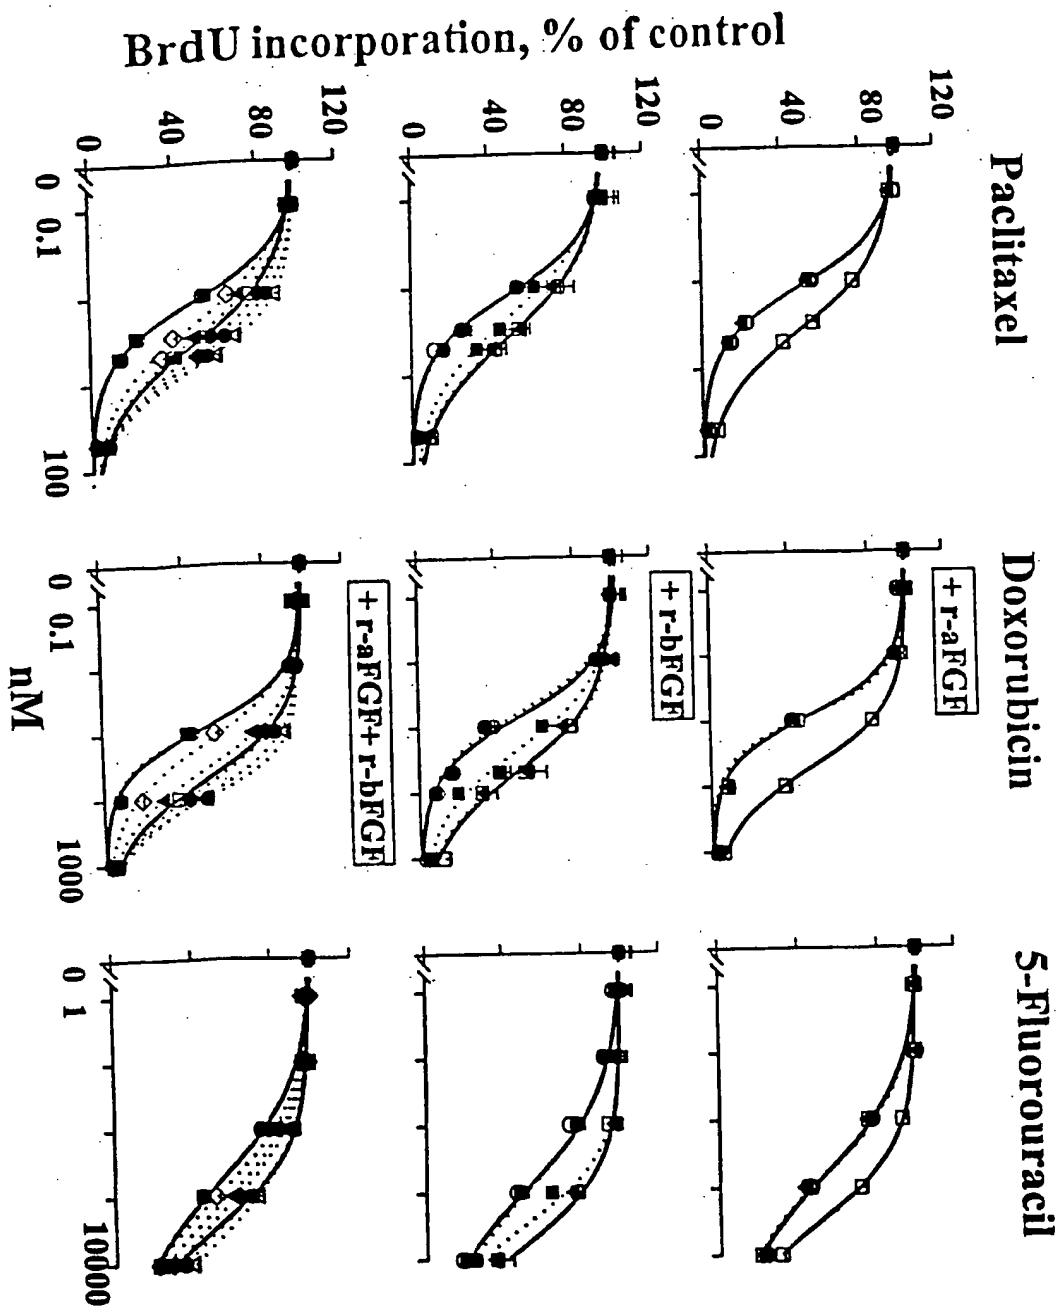 Paclitaxel
Doxorubicin
5-Fluorouracil
BrdU incorporation, % of control
120
80
40
0
+ r-aFGF
120
80
40
0
+ r-bFGF
120
80
40
0
+ r-aFGF+ r-bFGF
0 0.1 100
0 0.1 1000
0 1 10000
nM